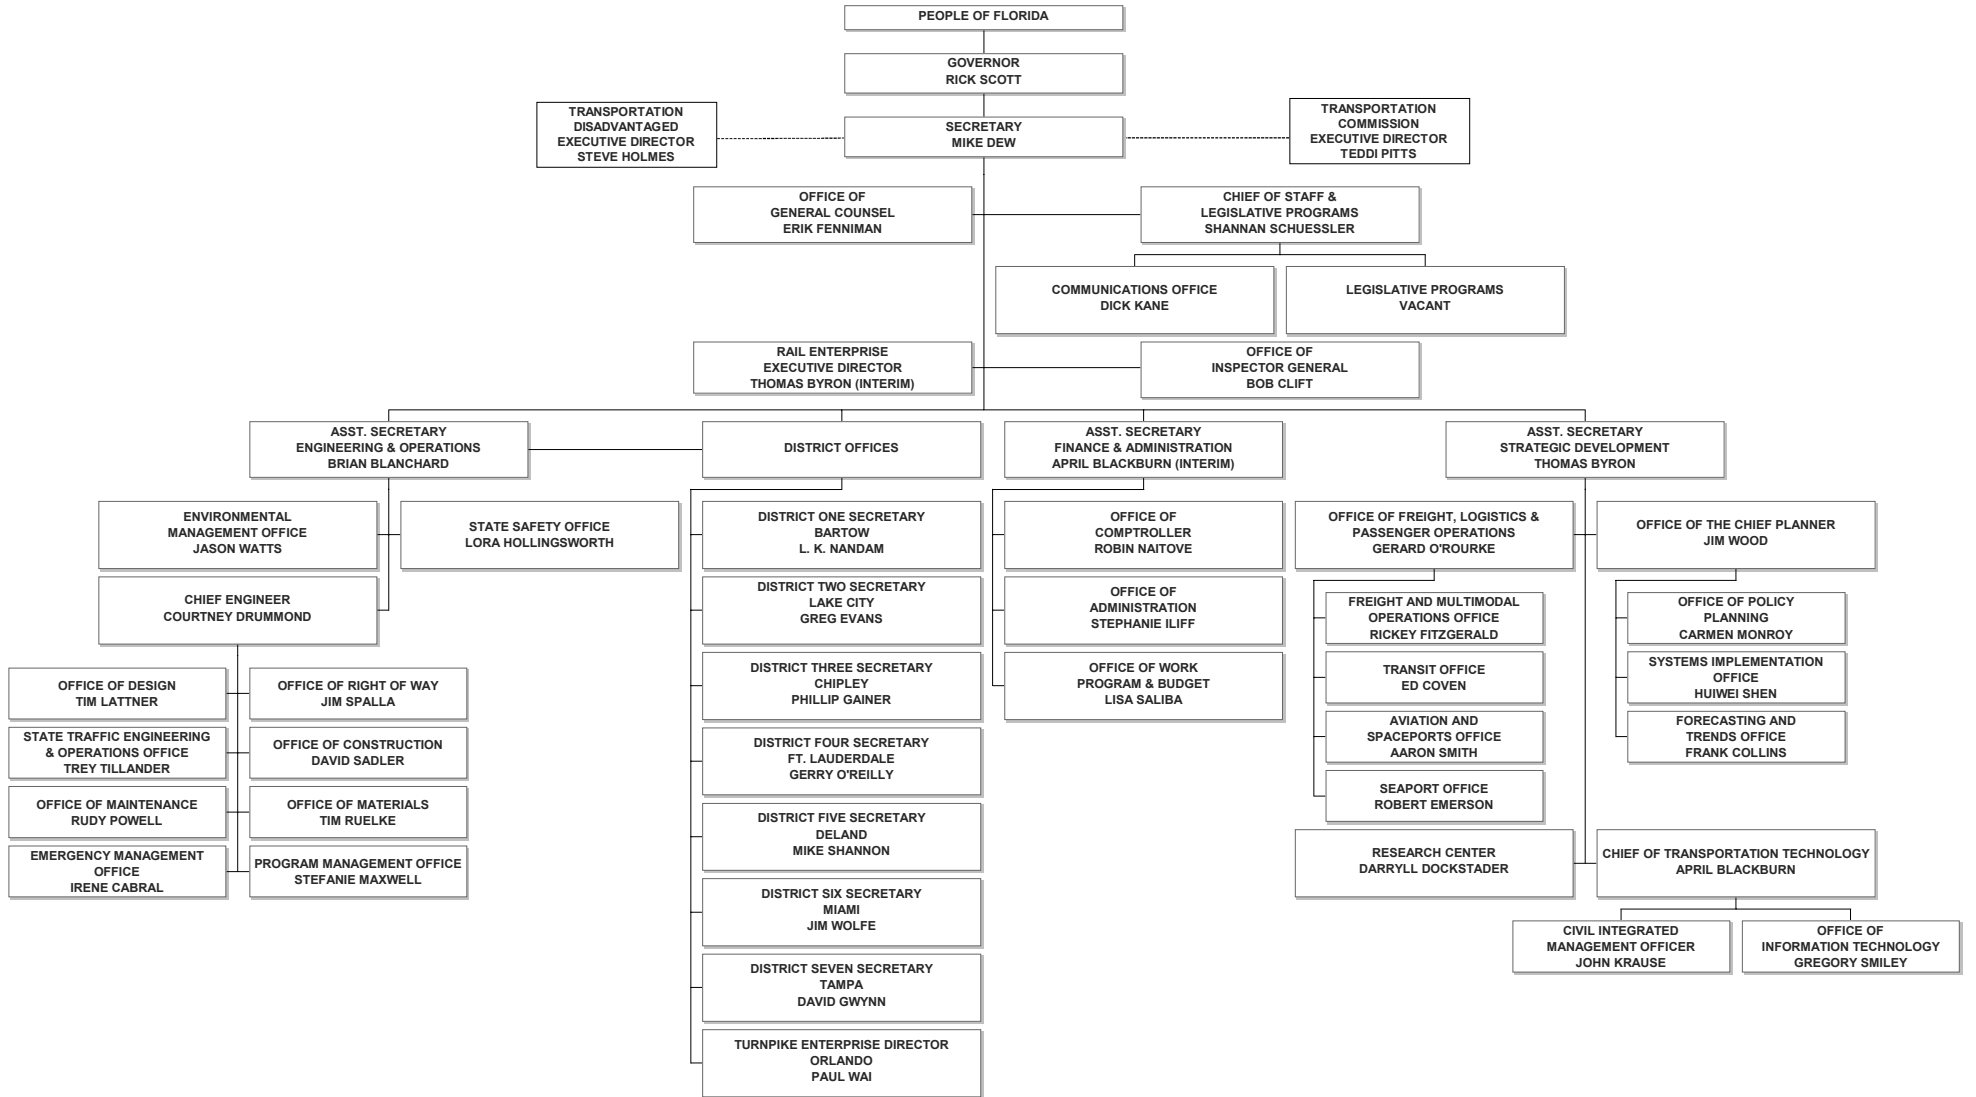 PEOPLE OF FLORIDA
GOVERNOR
RICK SCOTT
TRANSPORTATION
DISADVANTAGED
EXECUTIVE DIRECTOR
STEVE HOLMES
SECRETARY
MIKE DEW
TRANSPORTATION
COMMISSION
EXECUTIVE DIRECTOR
TEDDI PITTS
OFFICE OF
GENERAL COUNSEL
ERIK FENNIMAN
CHIEF OF STAFF &
LEGISLATIVE PROGRAMS
SHANNAN SCHUESSLER
COMMUNICATIONS OFFICE
DICK KANE
LEGISLATIVE PROGRAMS
VACANT
RAIL ENTERPRISE
EXECUTIVE DIRECTOR
THOMAS BYRON (INTERIM)
OFFICE OF
INSPECTOR GENERAL
BOB CLIFT
ASST. SECRETARY
ENGINEERING & OPERATIONS
BRIAN BLANCHARD
DISTRICT OFFICES
ASST. SECRETARY
FINANCE & ADMINISTRATION
APRIL BLACKBURN (INTERIM)
ASST. SECRETARY
STRATEGIC DEVELOPMENT
THOMAS BYRON
ENVIRONMENTAL
MANAGEMENT OFFICE
JASON WATTS
STATE SAFETY OFFICE
LORA HOLLINGSWORTH
CHIEF ENGINEER
COURTNEY DRUMMOND
OFFICE OF DESIGN
TIM LATTNER
OFFICE OF RIGHT OF WAY
JIM SPALLA
STATE TRAFFIC ENGINEERING
& OPERATIONS OFFICE
TREY TILLANDER
OFFICE OF CONSTRUCTION
DAVID SADLER
OFFICE OF MAINTENANCE
RUDY POWELL
OFFICE OF MATERIALS
TIM RUELKE
EMERGENCY MANAGEMENT
OFFICE
IRENE CABRAL
PROGRAM MANAGEMENT OFFICE
STEFANIE MAXWELL
DISTRICT ONE SECRETARY
BARTOW
L. K. NANDAM
DISTRICT TWO SECRETARY
LAKE CITY
GREG EVANS
DISTRICT THREE SECRETARY
CHIPLEY
PHILLIP GAINER
DISTRICT FOUR SECRETARY
FT. LAUDERDALE
GERRY O'REILLY
DISTRICT FIVE SECRETARY
DELAND
MIKE SHANNON
DISTRICT SIX SECRETARY
MIAMI
JIM WOLFE
DISTRICT SEVEN SECRETARY
TAMPA
DAVID GWYNN
TURNPIKE ENTERPRISE DIRECTOR
ORLANDO
PAUL WAI
OFFICE OF
COMPTROLLER
ROBIN NAITOVE
OFFICE OF
ADMINISTRATION
STEPHANIE ILIFF
OFFICE OF WORK
PROGRAM & BUDGET
LISA SALIBA
OFFICE OF FREIGHT, LOGISTICS &
PASSENGER OPERATIONS
GERARD O'ROURKE
FREIGHT AND MULTIMODAL
OPERATIONS OFFICE
RICKEY FITZGERALD
TRANSIT OFFICE
ED COVEN
AVIATION AND
SPACEPORTS OFFICE
AARON SMITH
SEAPORT OFFICE
ROBERT EMERSON
OFFICE OF THE CHIEF PLANNER
JIM WOOD
OFFICE OF POLICY
PLANNING
CARMEN MONROY
SYSTEMS IMPLEMENTATION
OFFICE
HUIWEI SHEN
FORECASTING AND
TRENDS OFFICE
FRANK COLLINS
RESEARCH CENTER
DARRYLL DOCKSTADER
CHIEF OF TRANSPORTATION TECHNOLOGY
APRIL BLACKBURN
CIVIL INTEGRATED
MANAGEMENT OFFICER
JOHN KRAUSE
OFFICE OF
INFORMATION TECHNOLOGY
GREGORY SMILEY